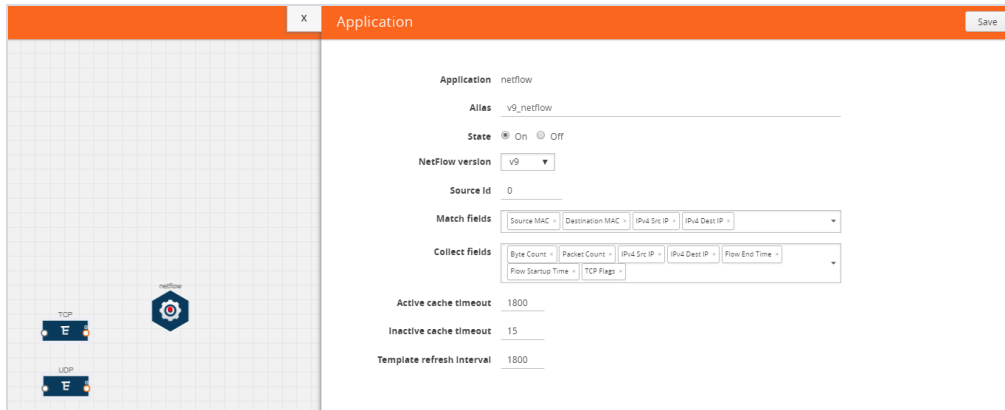 X
Application
Save
Application netflow
Alias v9_netflow
State On Off
NetFlow version v9
Source Id 0
Match fields Source MAC × Destination MAC × IPv4 Src IP × IPv4 Dest IP ×
Collect fields Byte Count × Packet Count × IPv4 Src IP × IPv4 Dest IP × Flow End Time ×
Flow Startup Time × TCP Flags ×
Active cache timeout 1800
Inactive cache timeout 15
Template refresh interval 1800
netflow
TCP
UDP